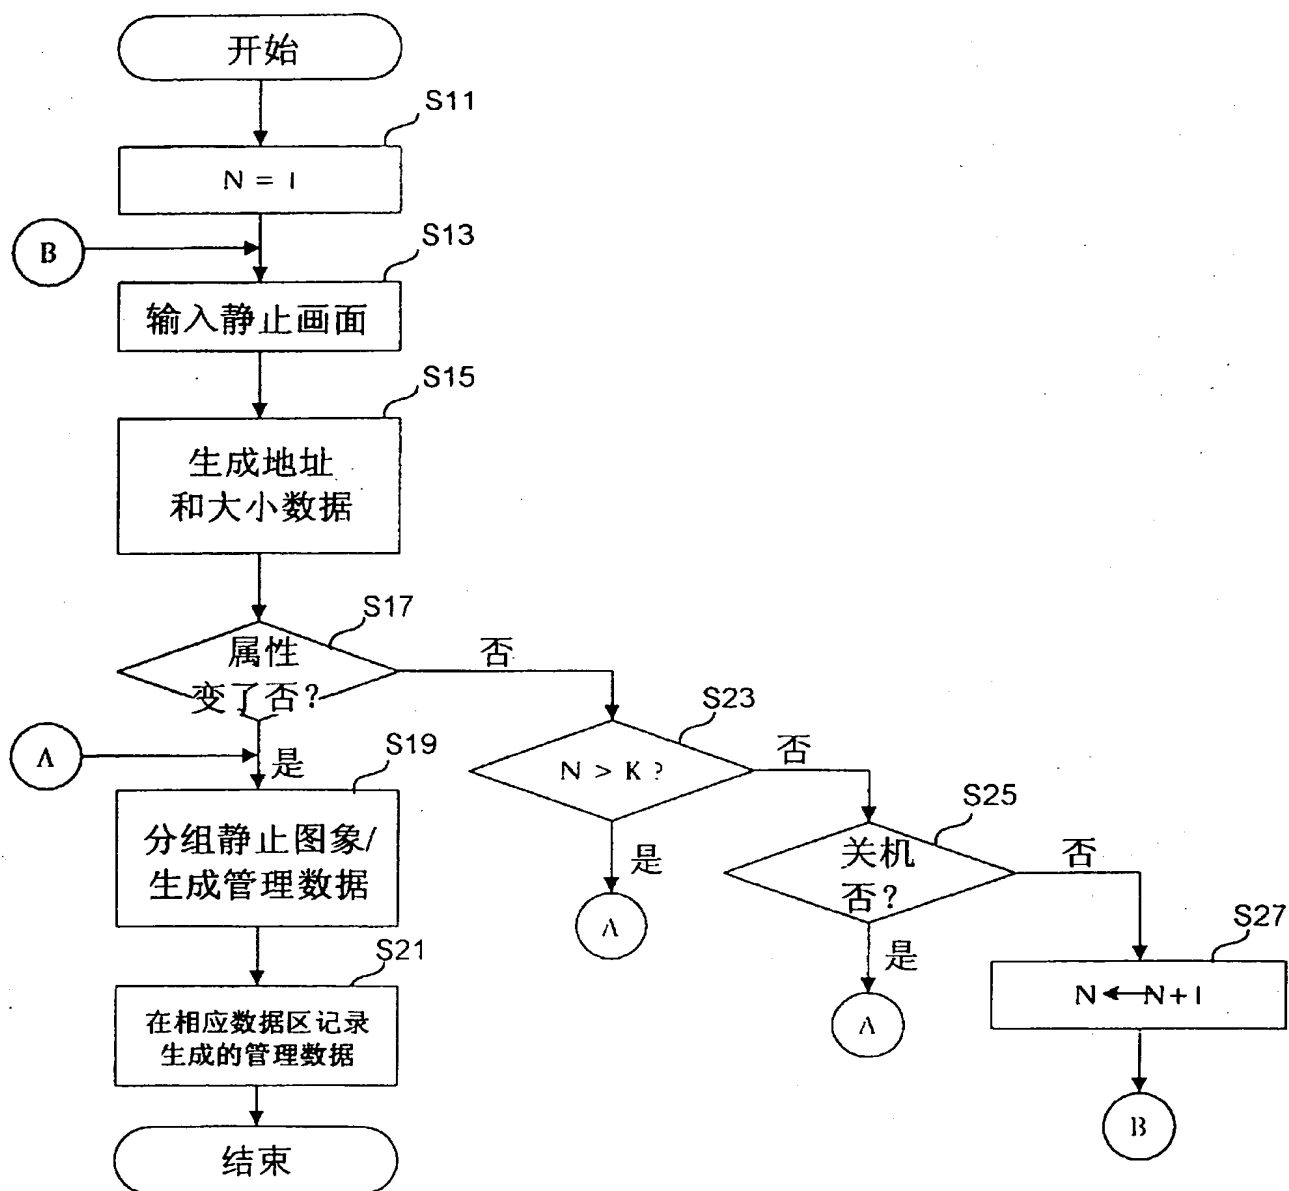 开始
S11
N = 1
B
S13
输入静止画面
S15
生成地址
和大小数据
S17
属性
变了否?
否
S23
N > K ?
否
S25
关机
否?
否
S27
N←N+1
B
是
A
是
A
A
是
S19
分组静止图象/
生成管理数据
S21
在相应数据区记录
生成的管理数据
结束